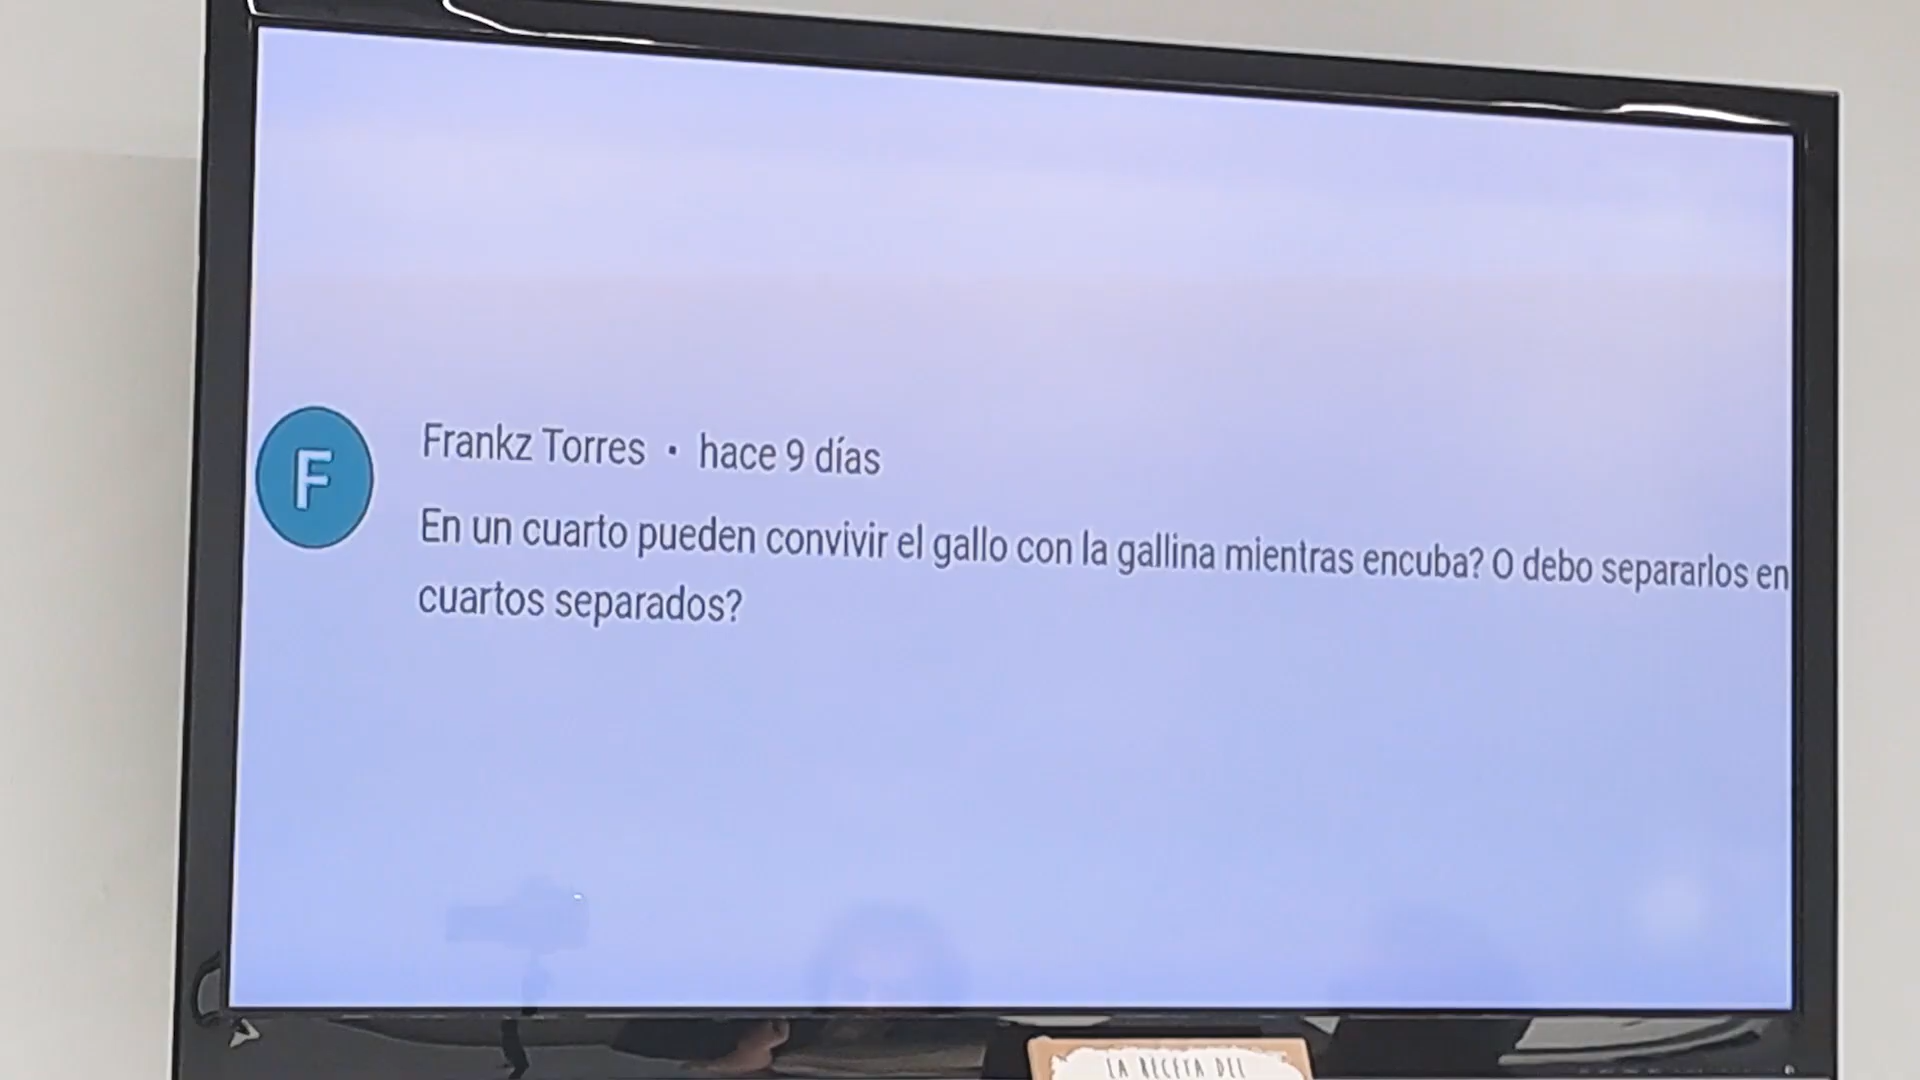 F
Frankz Torres • hace 9 días
En un cuarto pueden convivir el gallo con la gallina mientras encuba? O debo separarlos en
cuartos separados?
LA RECETA DEL